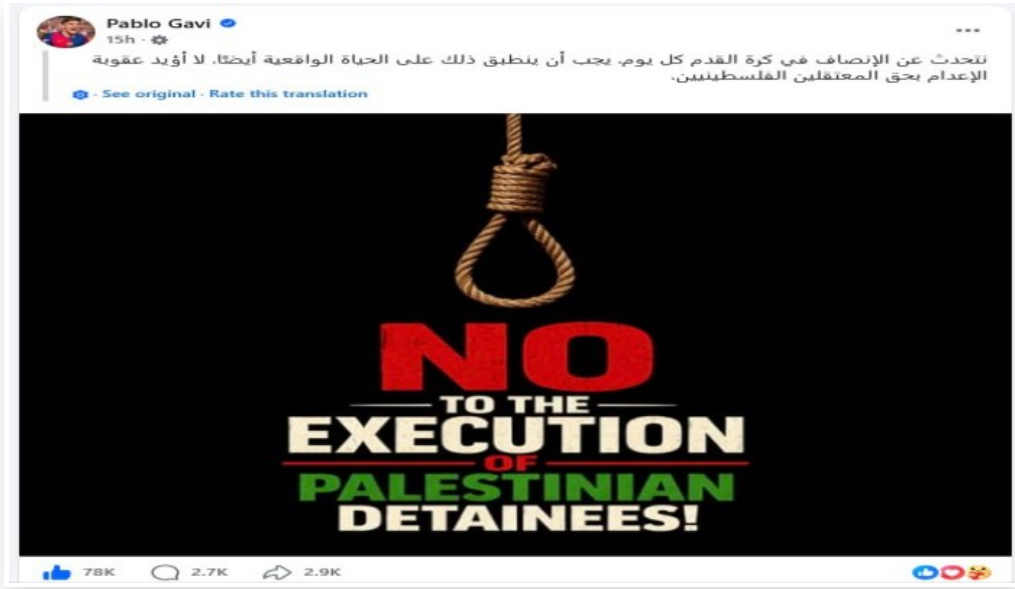 Pablo Gavi
15h ·
...
نتحدث عن الإنصاف في كرة القدم كل يوم. يجب أن ينطبق ذلك على الحياة الواقعية أيضًا. لا أؤيد عقوبة
الإعدام بحق المعتقلين الفلسطينيين.
· See original · Rate this translation
NO
TO THE
EXECUTION
OF
PALESTINIAN
DETAINEES!
78K 2.7K 2.9K